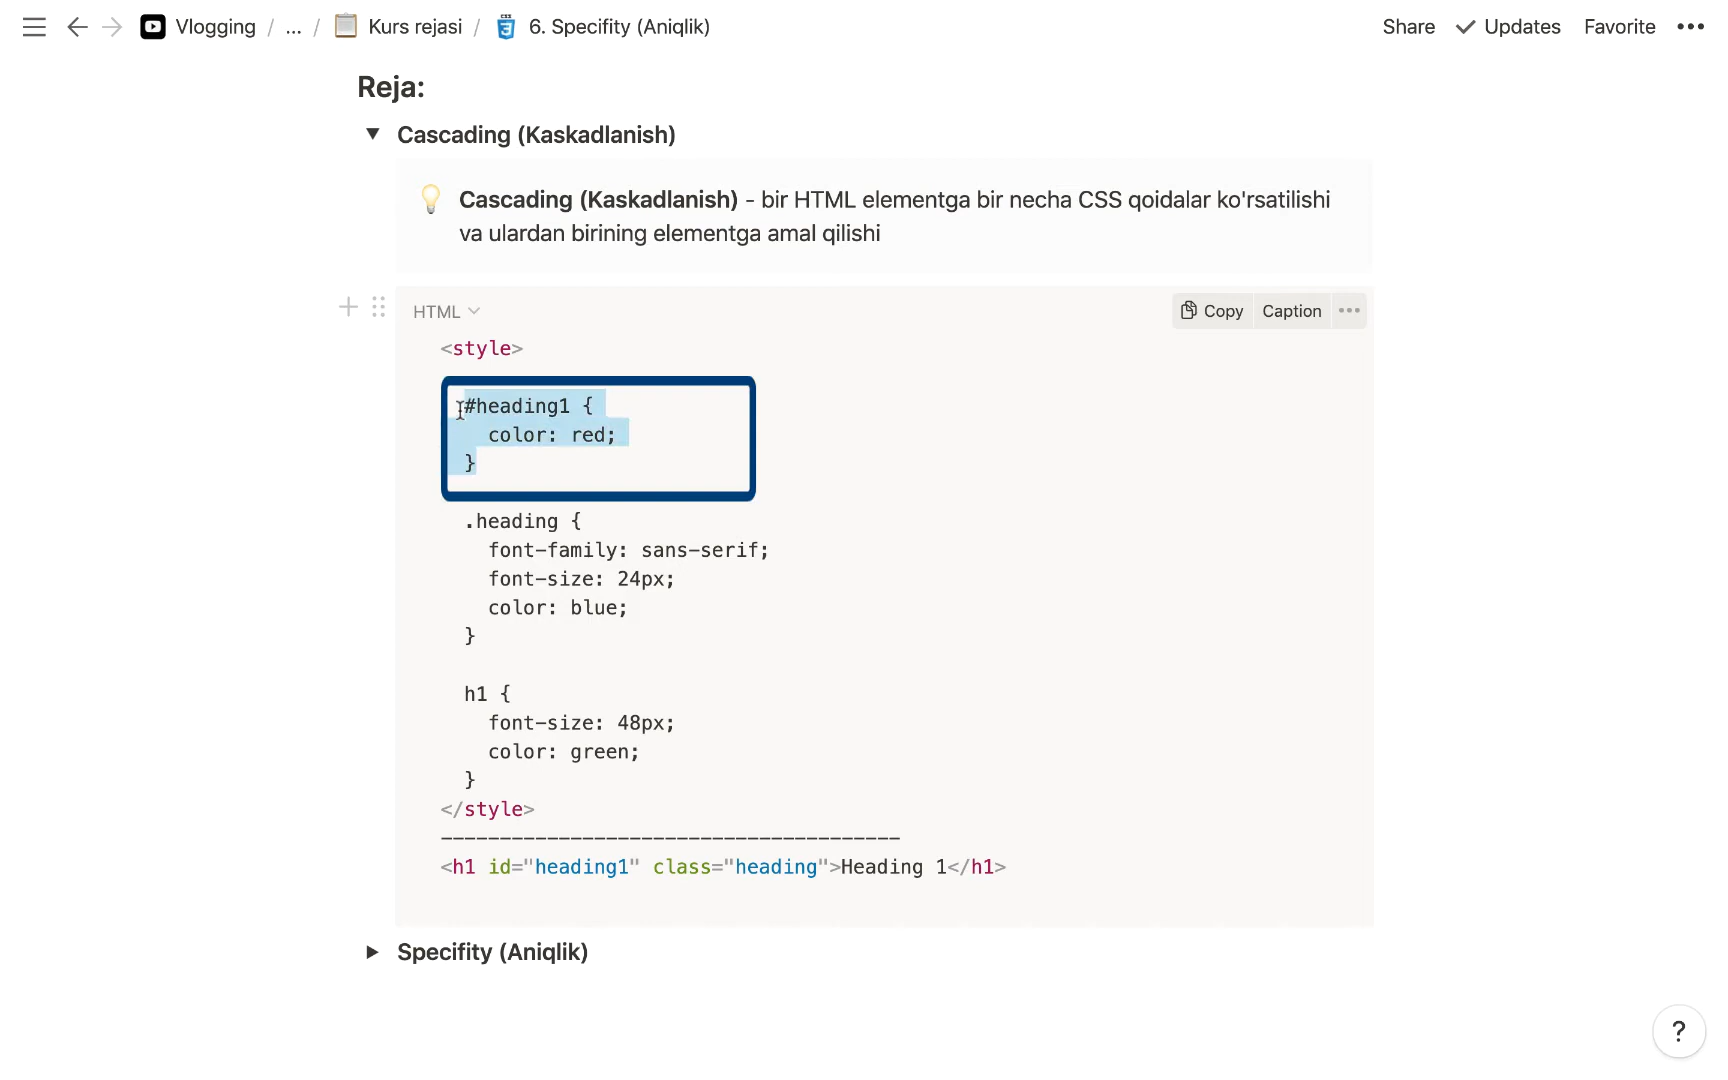 Vlogging / ... / Kurs rejasi / 6. Specifity (Aniqlik)
Share Updates Favorite •••
Reja:
Cascading (Kaskadlanish)
Cascading (Kaskadlanish) - bir HTML elementga bir necha CSS qoidalar ko'rsatilishi
va ulardan birining elementga amal qilishi
HTML
Copy Caption •••
<style>
#heading1 {
color: red;
}
.heading {
font-family: sans-serif;
font-size: 24px;
color: blue;
}
h1 {
font-size: 48px;
color: green;
}
</style>
---------------------------------------
<h1 id="heading1" class="heading">Heading 1</h1>
Specifity (Aniqlik)
?